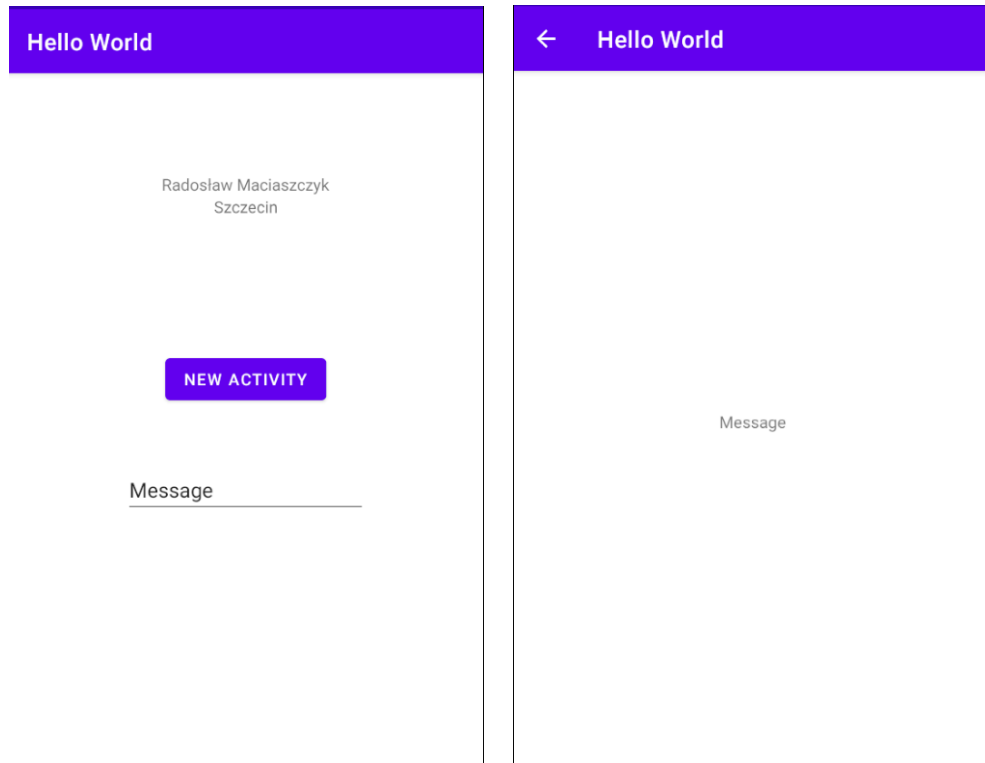 Hello World
Radosław Maciaszczyk
Szczecin
NEW ACTIVITY
Message
Hello World
Message